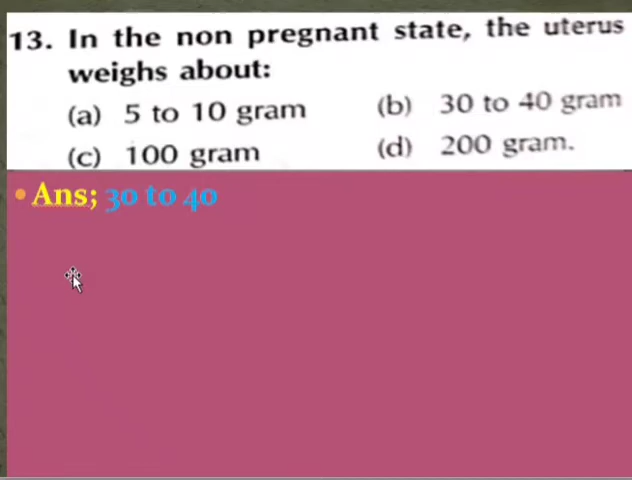 13. In the non pregnant state, the uterus
weighs about:
(a) 5 to 10 gram (b) 30 to 40 gram
(c) 100 gram (d) 200 gram.
• Ans; 30 to 40